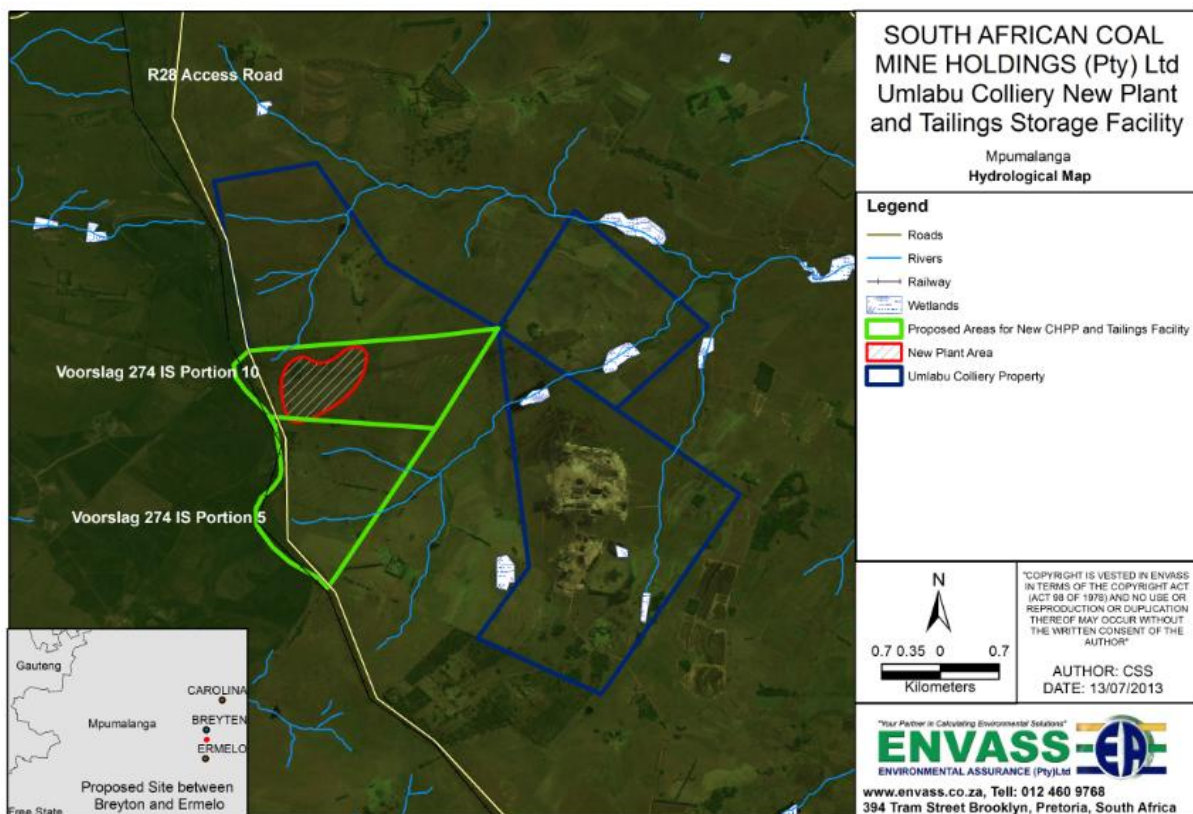 R28 Access Road
Voorslag 274 IS Portion 10
Voorslag 274 IS Portion 5
Gauteng
CAROLINA
Mpumalanga
BREYTEN
ERMELO
Proposed Site between
Breyton and Ermelo
Free State
SOUTH AFRICAN COAL
MINE HOLDINGS (Pty) Ltd
Umlabu Colliery New Plant
and Tailings Storage Facility
Mpumalanga
Hydrological Map
Legend
Roads
Rivers
Railway
Wetlands
Proposed Areas for New CHPP and Tailings Facility
New Plant Area
Umlabu Colliery Property
N
0.7 0.35 0 0.7
Kilometers
"COPYRIGHT IS VESTED IN ENVASS
IN TERMS OF THE COPYRIGHT ACT
(ACT 98 OF 1978) AND NO USE OR
REPRODUCTION OR DUPLICATION
THEREOF MAY OCCUR WITHOUT
THE WRITTEN CONSENT OF THE
AUTHOR"
AUTHOR: CSS
DATE: 13/07/2013
"Your Partner in Calculating Environmental Solutions"
ENVASS
EA
ENVIRONMENTAL ASSURANCE (Pty)Ltd
www.envass.co.za, Tell: 012 460 9768
394 Tram Street Brooklyn, Pretoria, South Africa